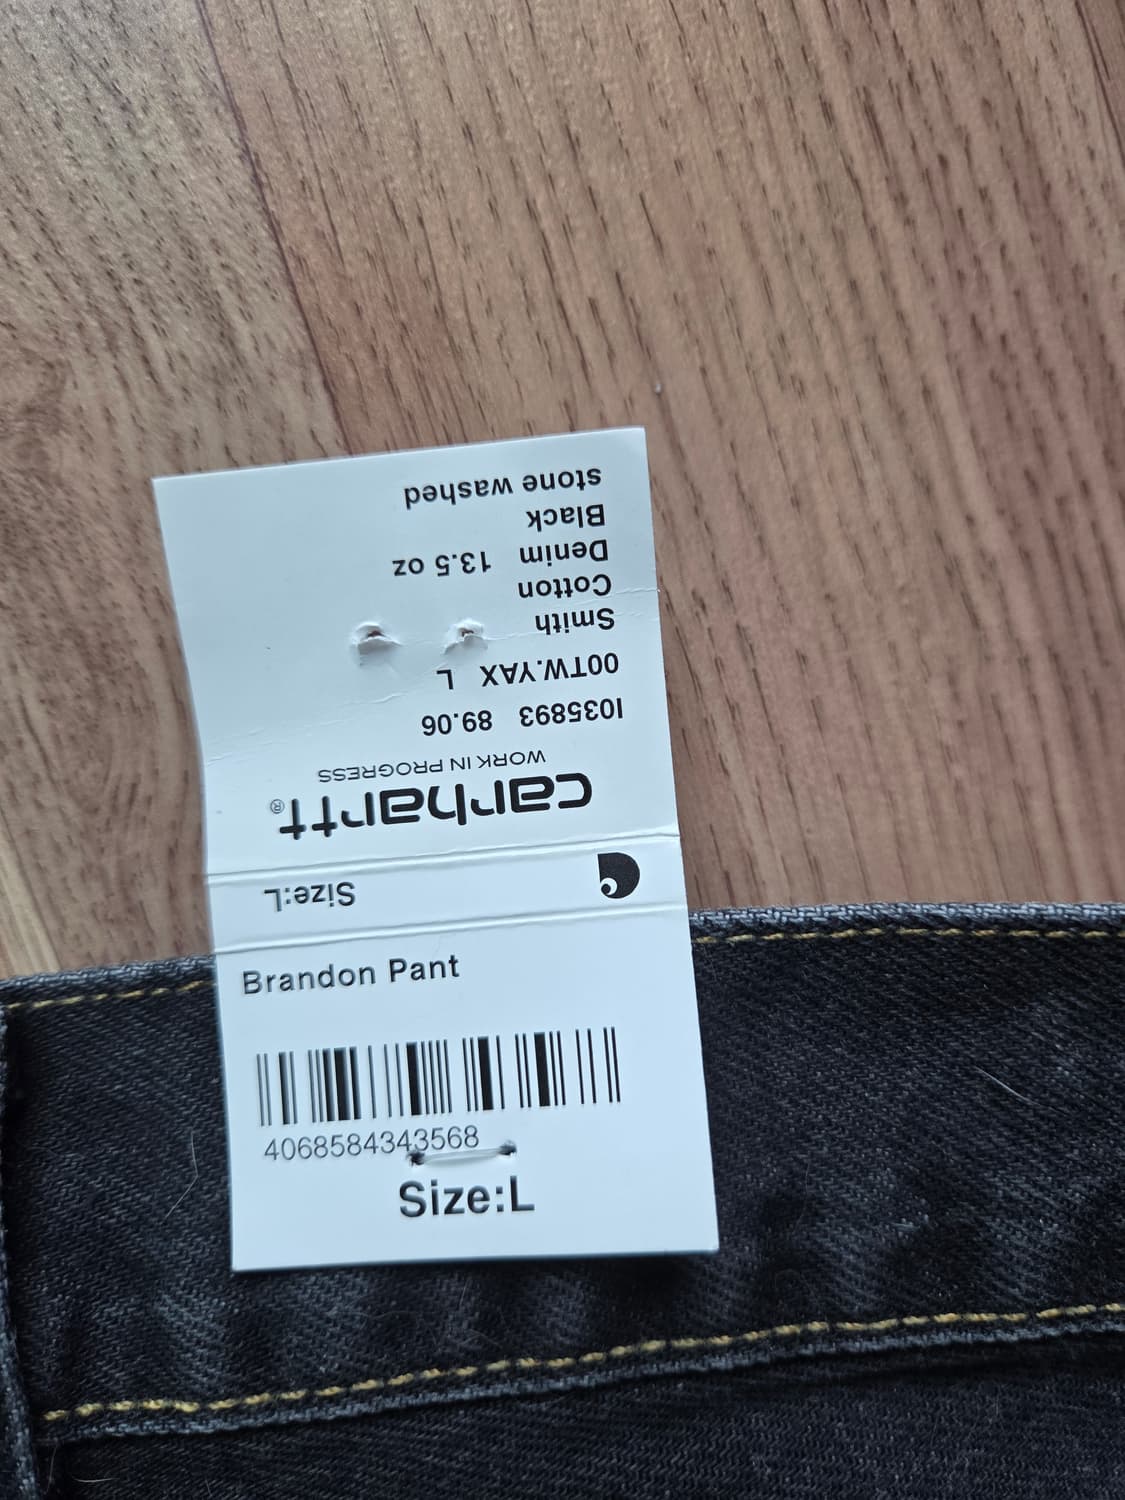 carhartt®
WORK IN PROGRESS
I035893 89.06
00TW.YAX L
Smith
Cotton
Denim 13.5 oz
Black
stone washed
Size:L
Brandon Pant
4068584343568
Size:L